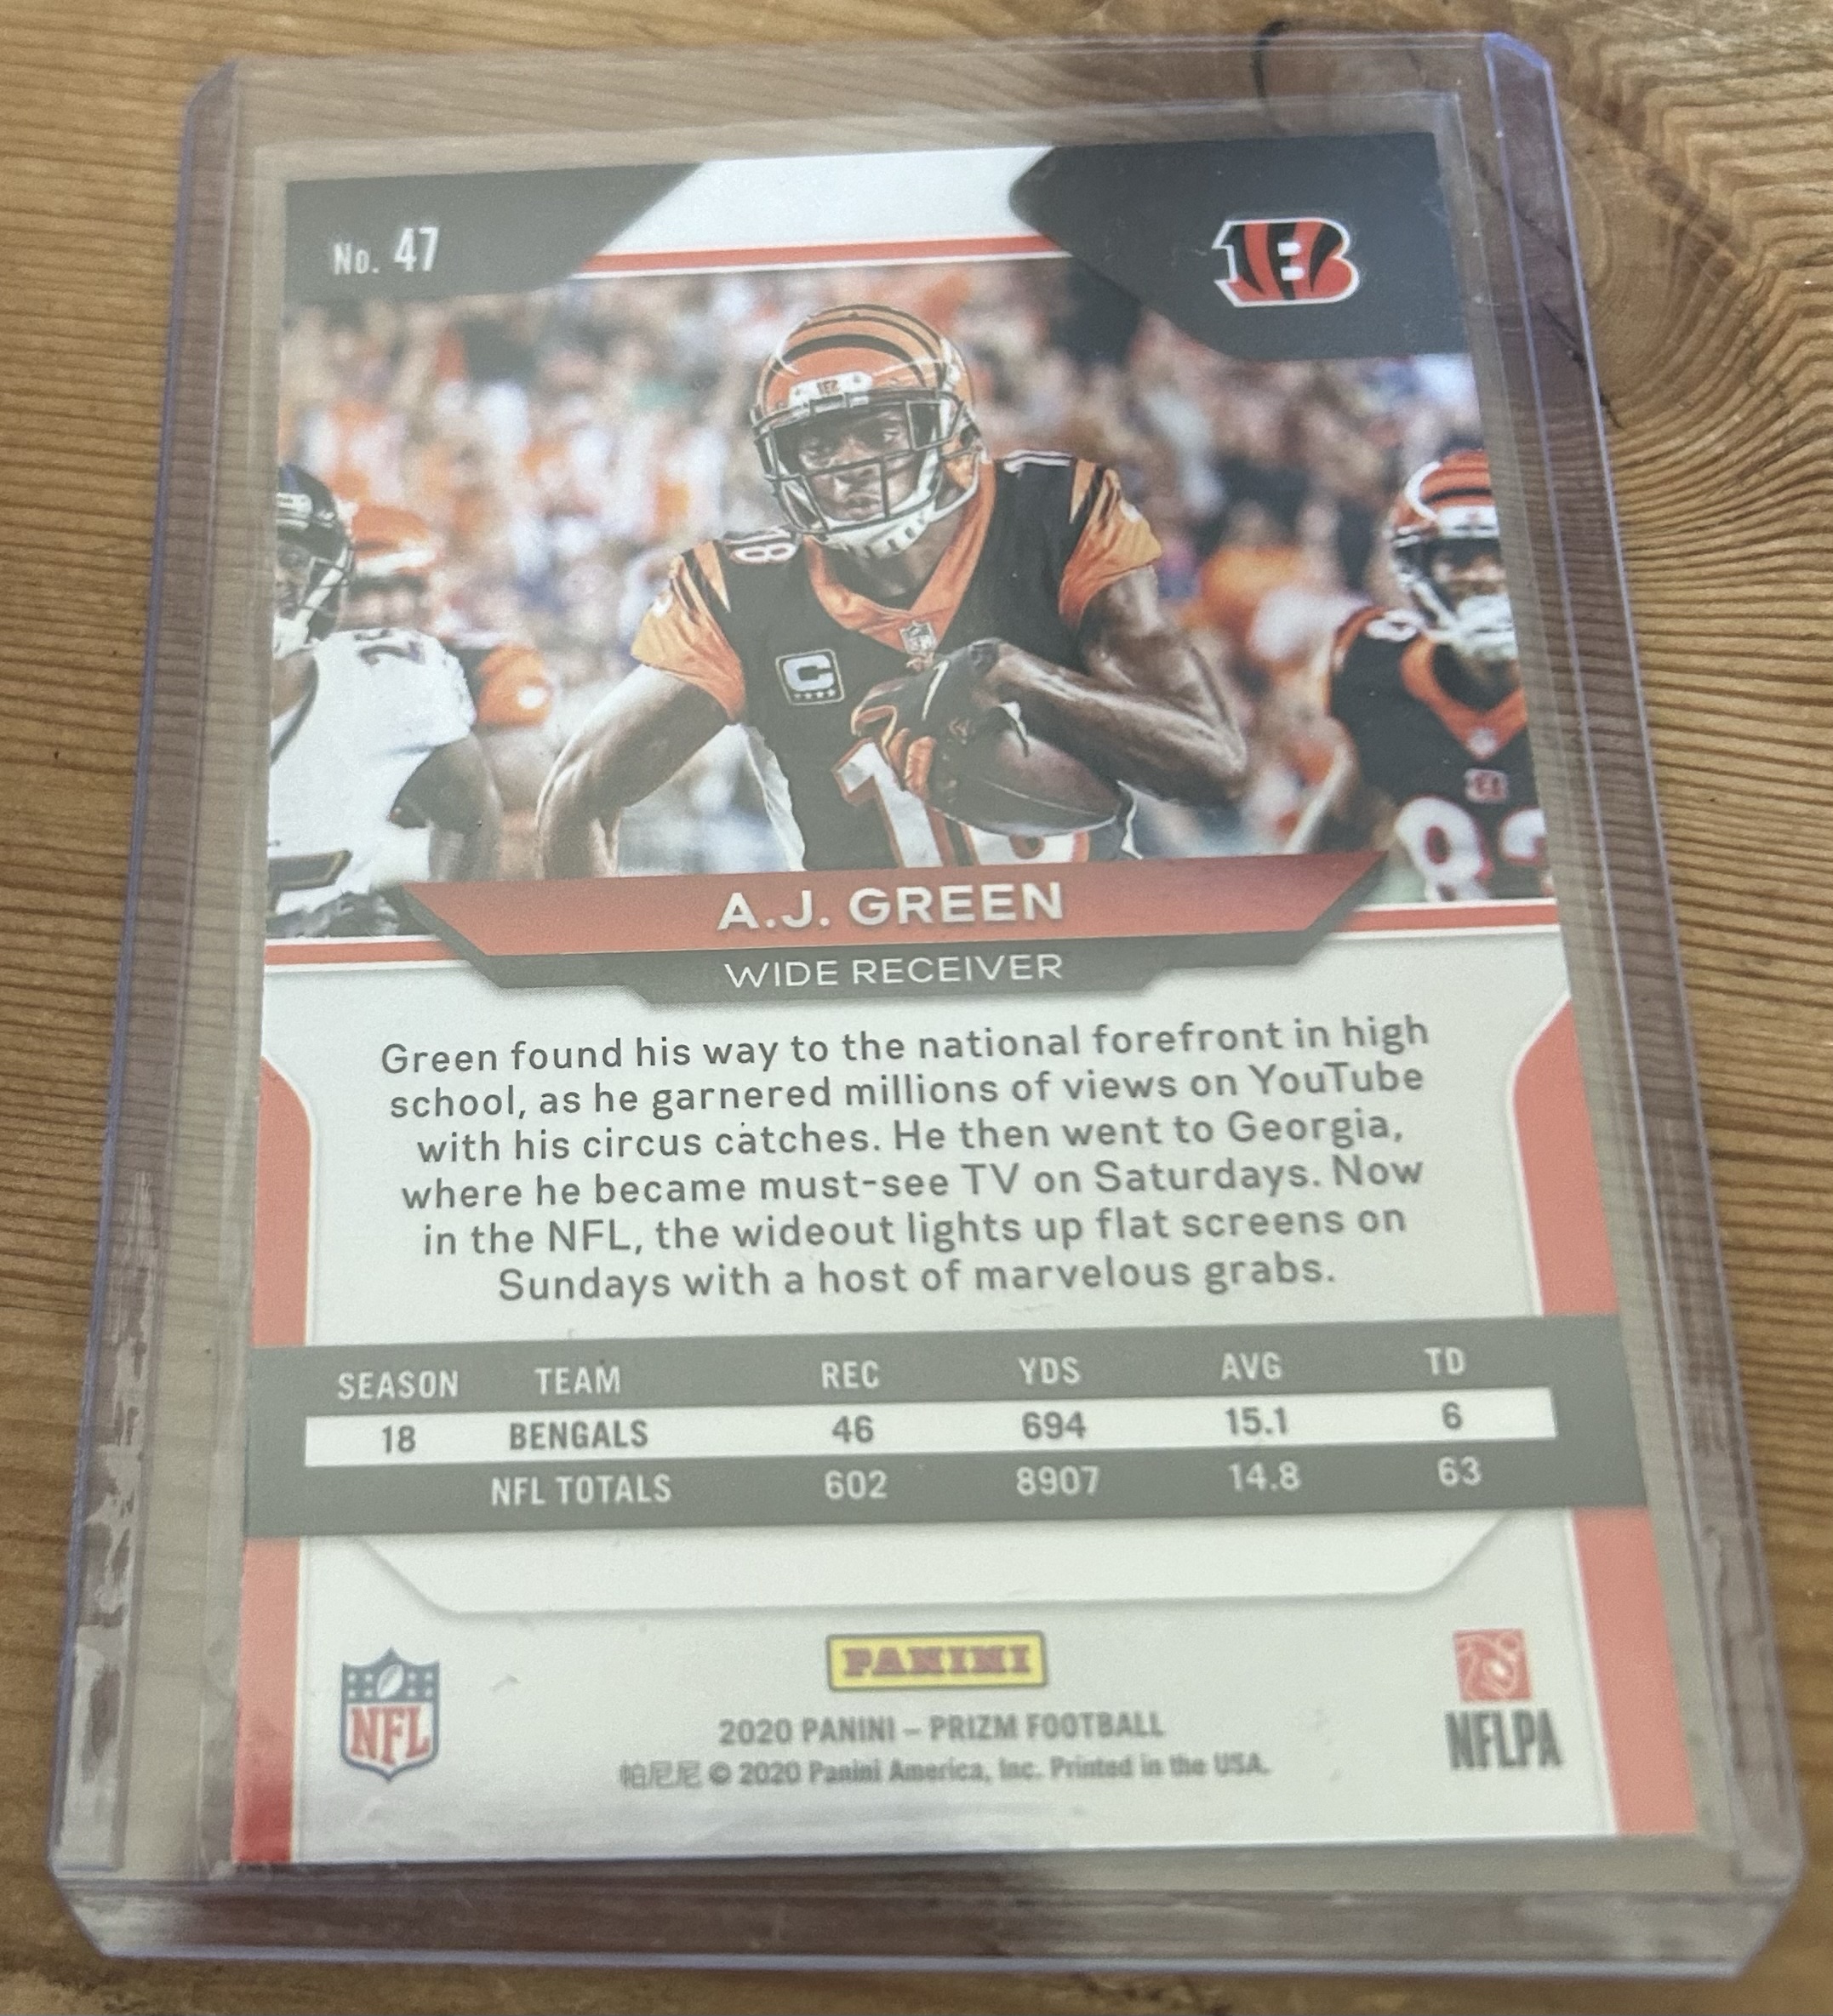 No. 47
18
1
C
1
83
A.J. GREEN
WIDE RECEIVER
Green found his way to the national forefront in high
school, as he garnered millions of views on YouTube
with his circus catches. He then went to Georgia,
where he became must-see TV on Saturdays. Now
in the NFL, the wideout lights up flat screens on
Sundays with a host of marvelous grabs.
SEASON TEAM REC YDS AVG TD
18 BENGALS 46 694 15.1 6
NFL TOTALS 602 8907 14.8 63
NFL
PANINI
NFLPA
2020 PANINI – PRIZM FOOTBALL
帕尼尼 © 2020 Panini America, Inc. Printed in the USA.